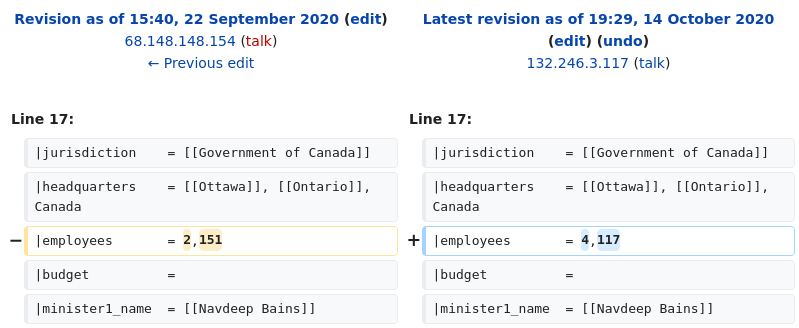 Revision as of 15:40, 22 September 2020 (edit)
68.148.148.154 (talk)
← Previous edit
Latest revision as of 19:29, 14 October 2020
(edit) (undo)
132.246.3.117 (talk)
Line 17:
Line 17:
|jurisdiction    = [[Government of Canada]]
|jurisdiction    = [[Government of Canada]]
|headquarters    = [[Ottawa]], [[Ontario]],
Canada
|headquarters    = [[Ottawa]], [[Ontario]],
Canada
− |employees       = 2,151
+ |employees       = 4,117
|budget          =
|budget          =
|minister1_name  = [[Navdeep Bains]]
|minister1_name  = [[Navdeep Bains]]